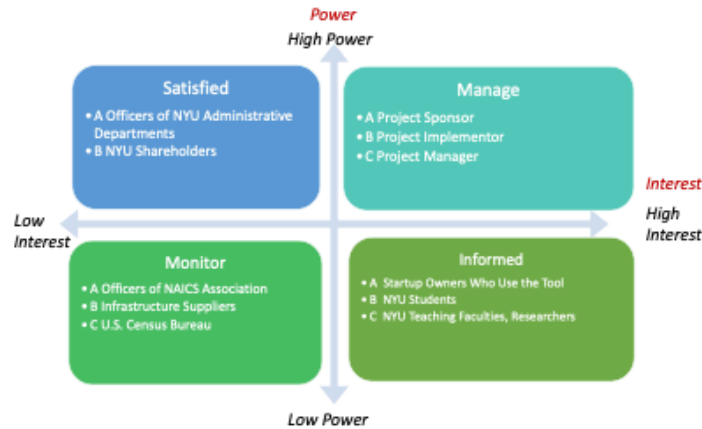 Power
High Power
Satisfied
• A Officers of NYU Administrative
Departments
• B NYU Shareholders
Manage
• A Project Sponsor
• B Project Implementor
• C Project Manager
Interest
Low
Interest
High
Interest
Monitor
• A Officers of NAICS Association
• B Infrastructure Suppliers
• C U.S. Census Bureau
Informed
• A Startup Owners Who Use the Tool
• B NYU Students
• C NYU Teaching Faculties, Researchers
Low Power